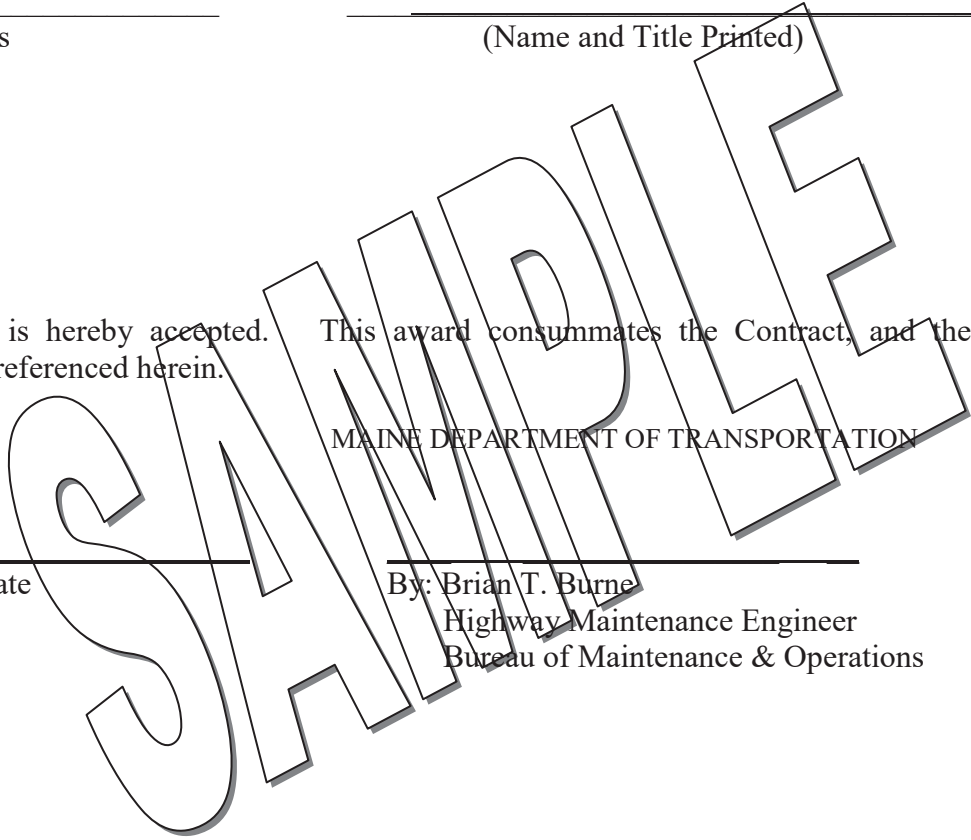 s (Name and Title Printed)
is hereby accepted. This award consummates the Contract, and the
referenced herein.
MAINE DEPARTMENT OF TRANSPORTATION
ate By: Brian T. Burne
Highway Maintenance Engineer
Bureau of Maintenance & Operations
SAMPLE